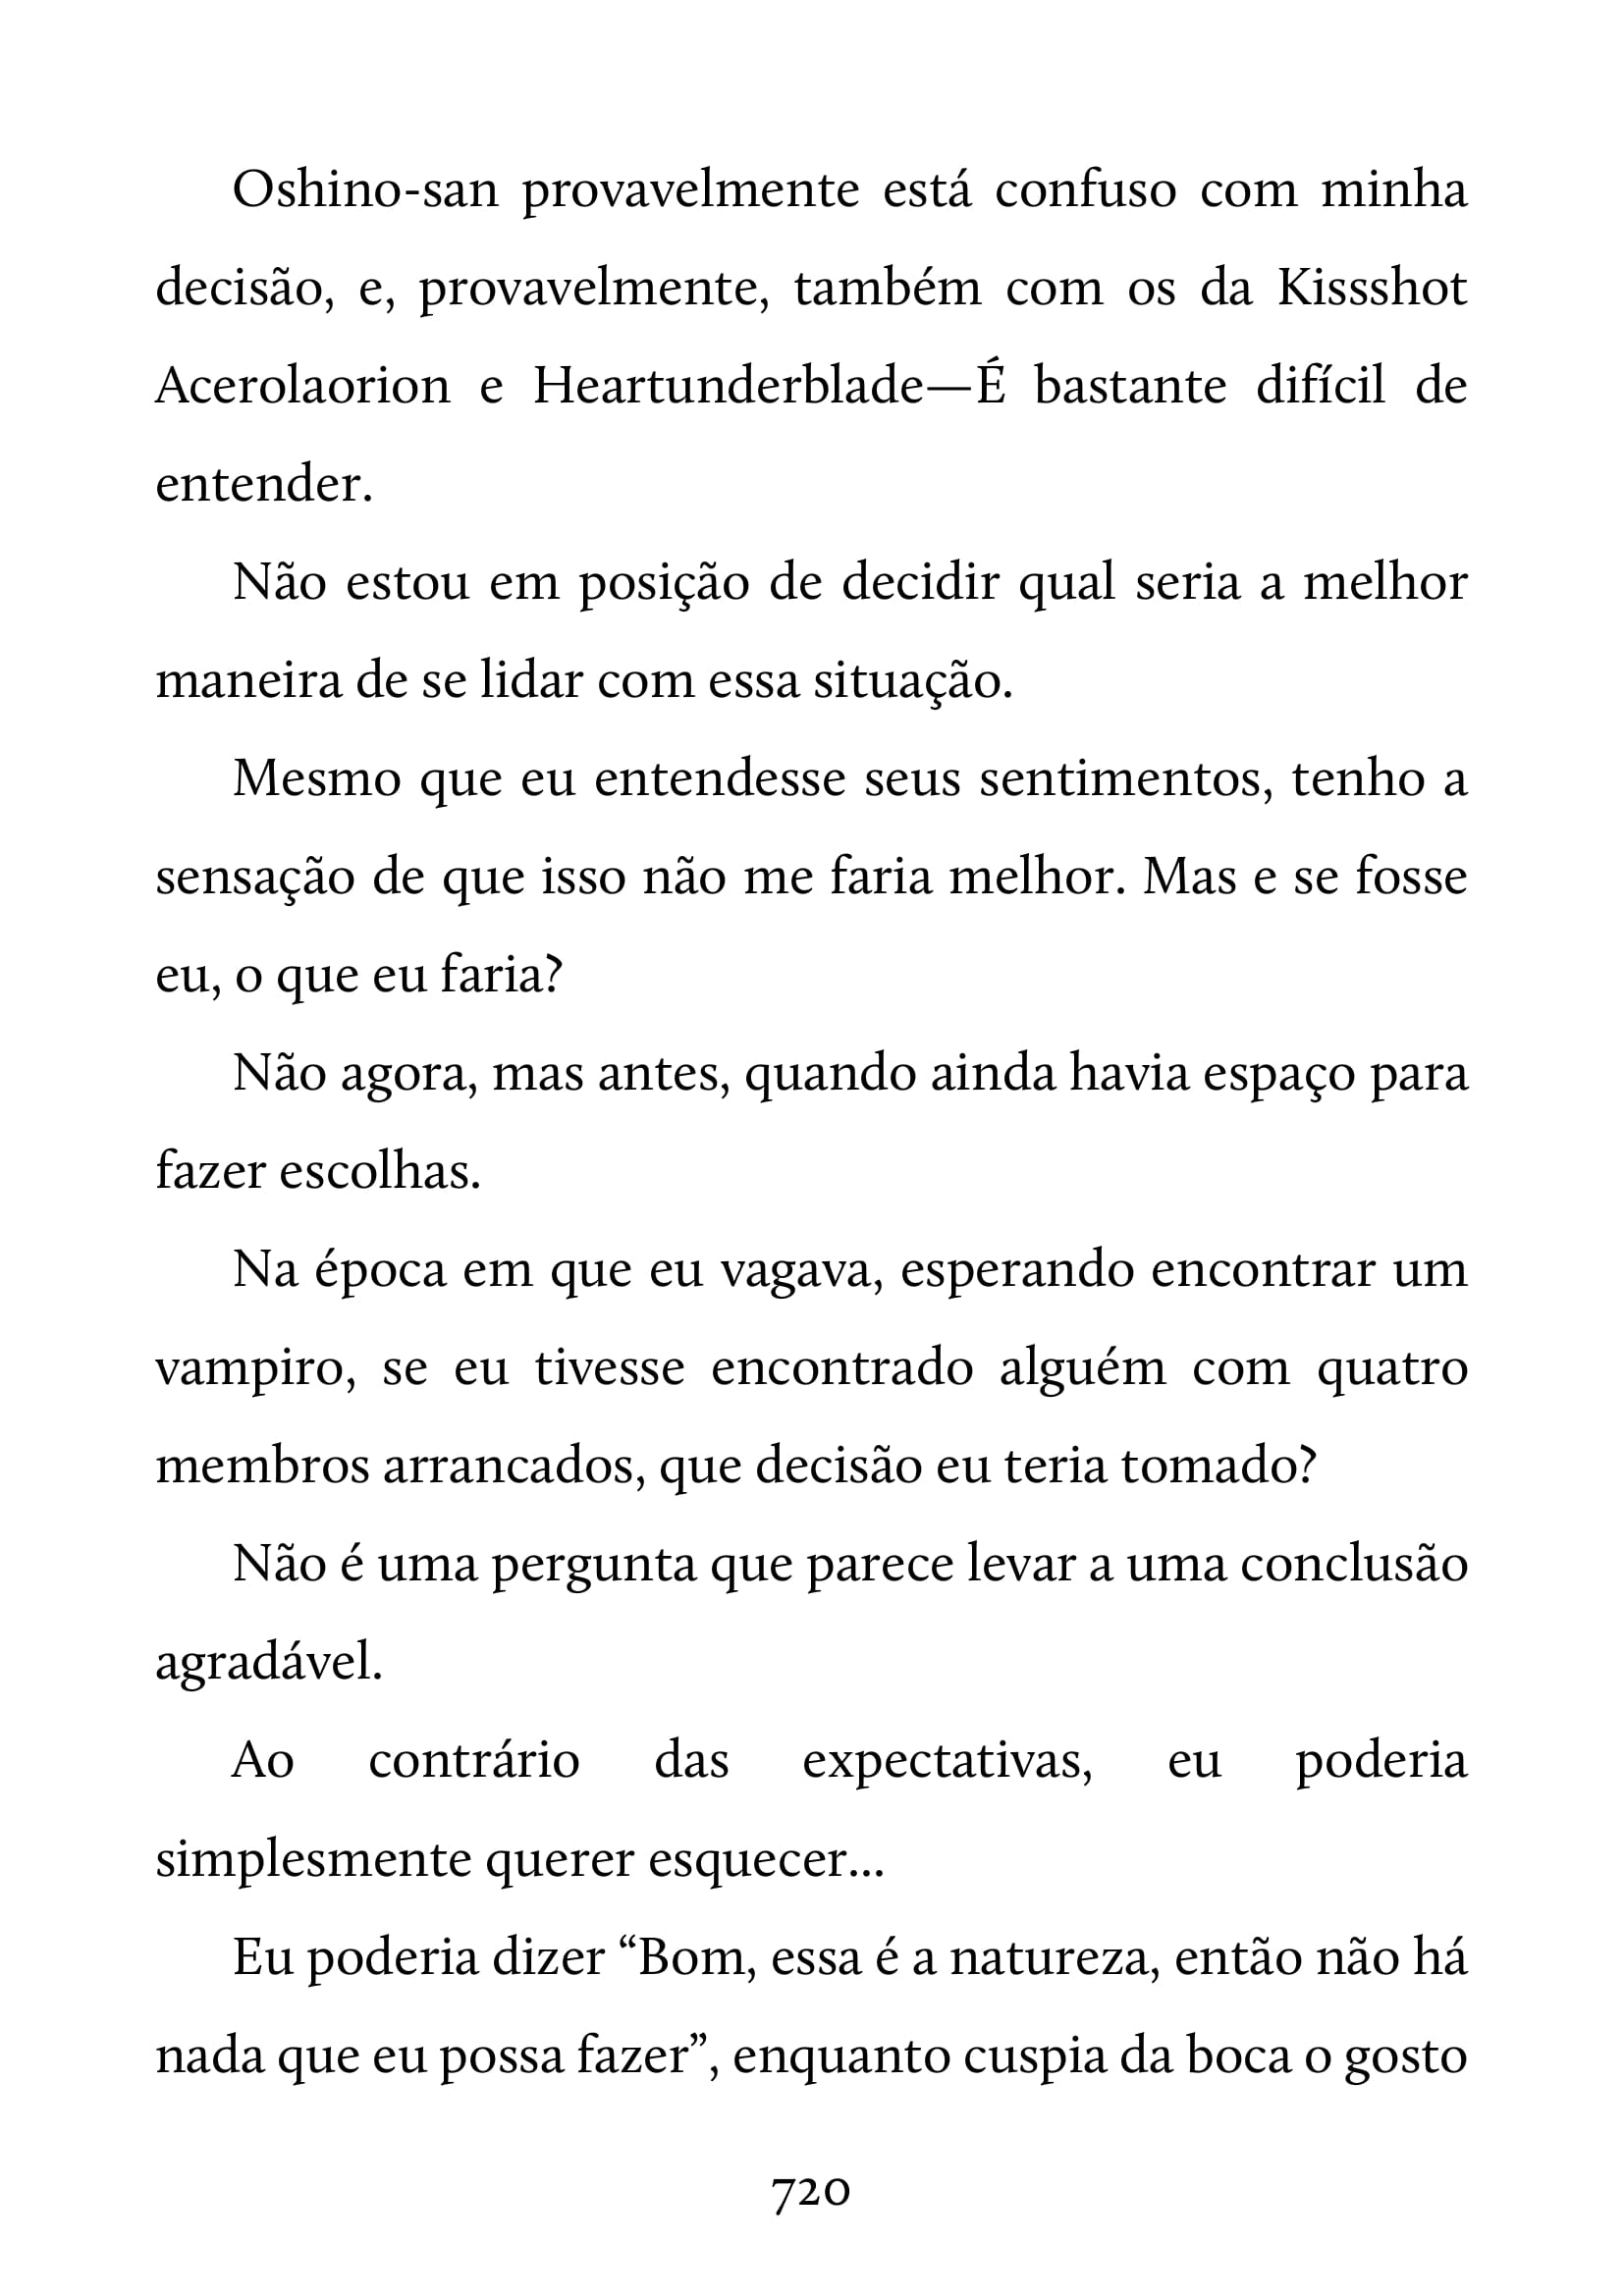 Oshino-san provavelmente está confuso com minha
decisão, e, provavelmente, também com os da Kissshot
Acerolaorion e Heartunderblade—É bastante difícil de
entender.
Não estou em posição de decidir qual seria a melhor
maneira de se lidar com essa situação.
Mesmo que eu entendesse seus sentimentos, tenho a
sensação de que isso não me faria melhor. Mas e se fosse
eu, o que eu faria?
Não agora, mas antes, quando ainda havia espaço para
fazer escolhas.
Na época em que eu vagava, esperando encontrar um
vampiro, se eu tivesse encontrado alguém com quatro
membros arrancados, que decisão eu teria tomado?
Não é uma pergunta que parece levar a uma conclusão
agradável.
Ao contrário das expectativas, eu poderia
simplesmente querer esquecer...
Eu poderia dizer “Bom, essa é a natureza, então não há
nada que eu possa fazer”, enquanto cuspia da boca o gosto
720